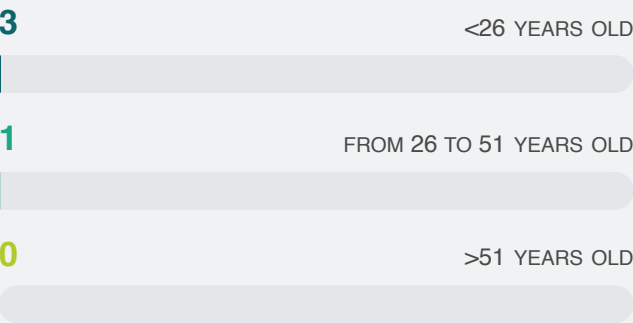 3 <26 YEARS OLD
1 FROM 26 TO 51 YEARS OLD
0 >51 YEARS OLD